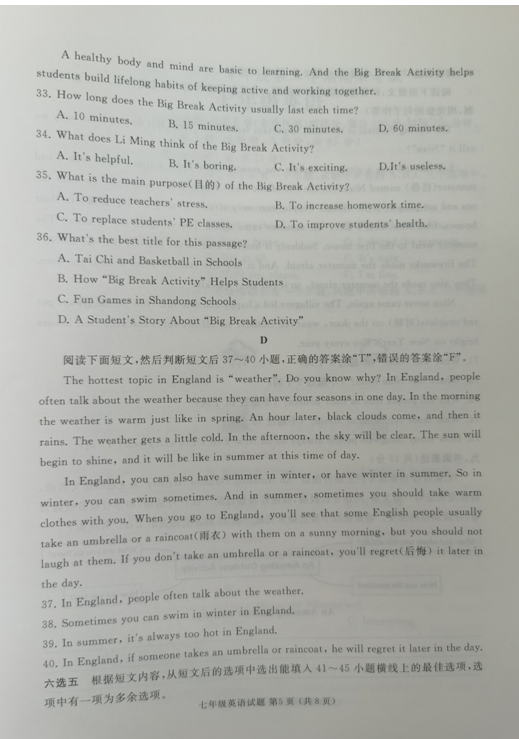 A healthy body and mind are basic to learning. And the Big Break Activity helps
students build lifelong habits of keeping active and working together.
33. How long does the Big Break Activity usually last each time?
A. 10 minutes. B. 15 minutes. C. 30 minutes. D. 60 minutes.
34. What does Li Ming think of the Big Break Activity?
A. It's helpful. B. It's boring. C. It's exciting. D.It's useless.
35. What is the main purpose(目的) of the Big Break Activity?
A. To reduce teachers' stress. B. To increase homework time.
C. To replace students' PE classes. D. To improve students' health.
36. What's the best title for this passage?
A. Tai Chi and Basketball in Schools
B. How “Big Break Activity” Helps Students
C. Fun Games in Shandong Schools
D. A Student's Story About “Big Break Activity”
D
阅读下面短文,然后判断短文后37～40小题,正确的答案涂“T”,错误的答案涂“F”。
The hottest topic in England is “weather”. Do you know why? In England, people
often talk about the weather because they can have four seasons in one day. In the morning
the weather is warm just like in spring. An hour later, black clouds come, and then it
rains. The weather gets a little cold. In the afternoon, the sky will be clear. The sun will
begin to shine, and it will be like in summer at this time of day.
In England, you can also have summer in winter, or have winter in summer. So in
winter, you can swim sometimes. And in summer, sometimes you should take warm
clothes with you. When you go to England, you'll see that some English people usually
take an umbrella or a raincoat(雨衣) with them on a sunny morning, but you should not
laugh at them. If you don't take an umbrella or a raincoat, you'll regret(后悔) it later in
the day.
37. In England, people often talk about the weather.
38. Sometimes you can swim in winter in England.
39. In summer, it's always too hot in England.
40. In England, if someone takes an umbrella or raincoat, he will regret it later in the day.
六选五 根据短文内容,从短文后的选项中选出能填入41～45小题横线上的最佳选项,选
项中有一项为多余选项。
七年级英语试题 第5页(共8页)